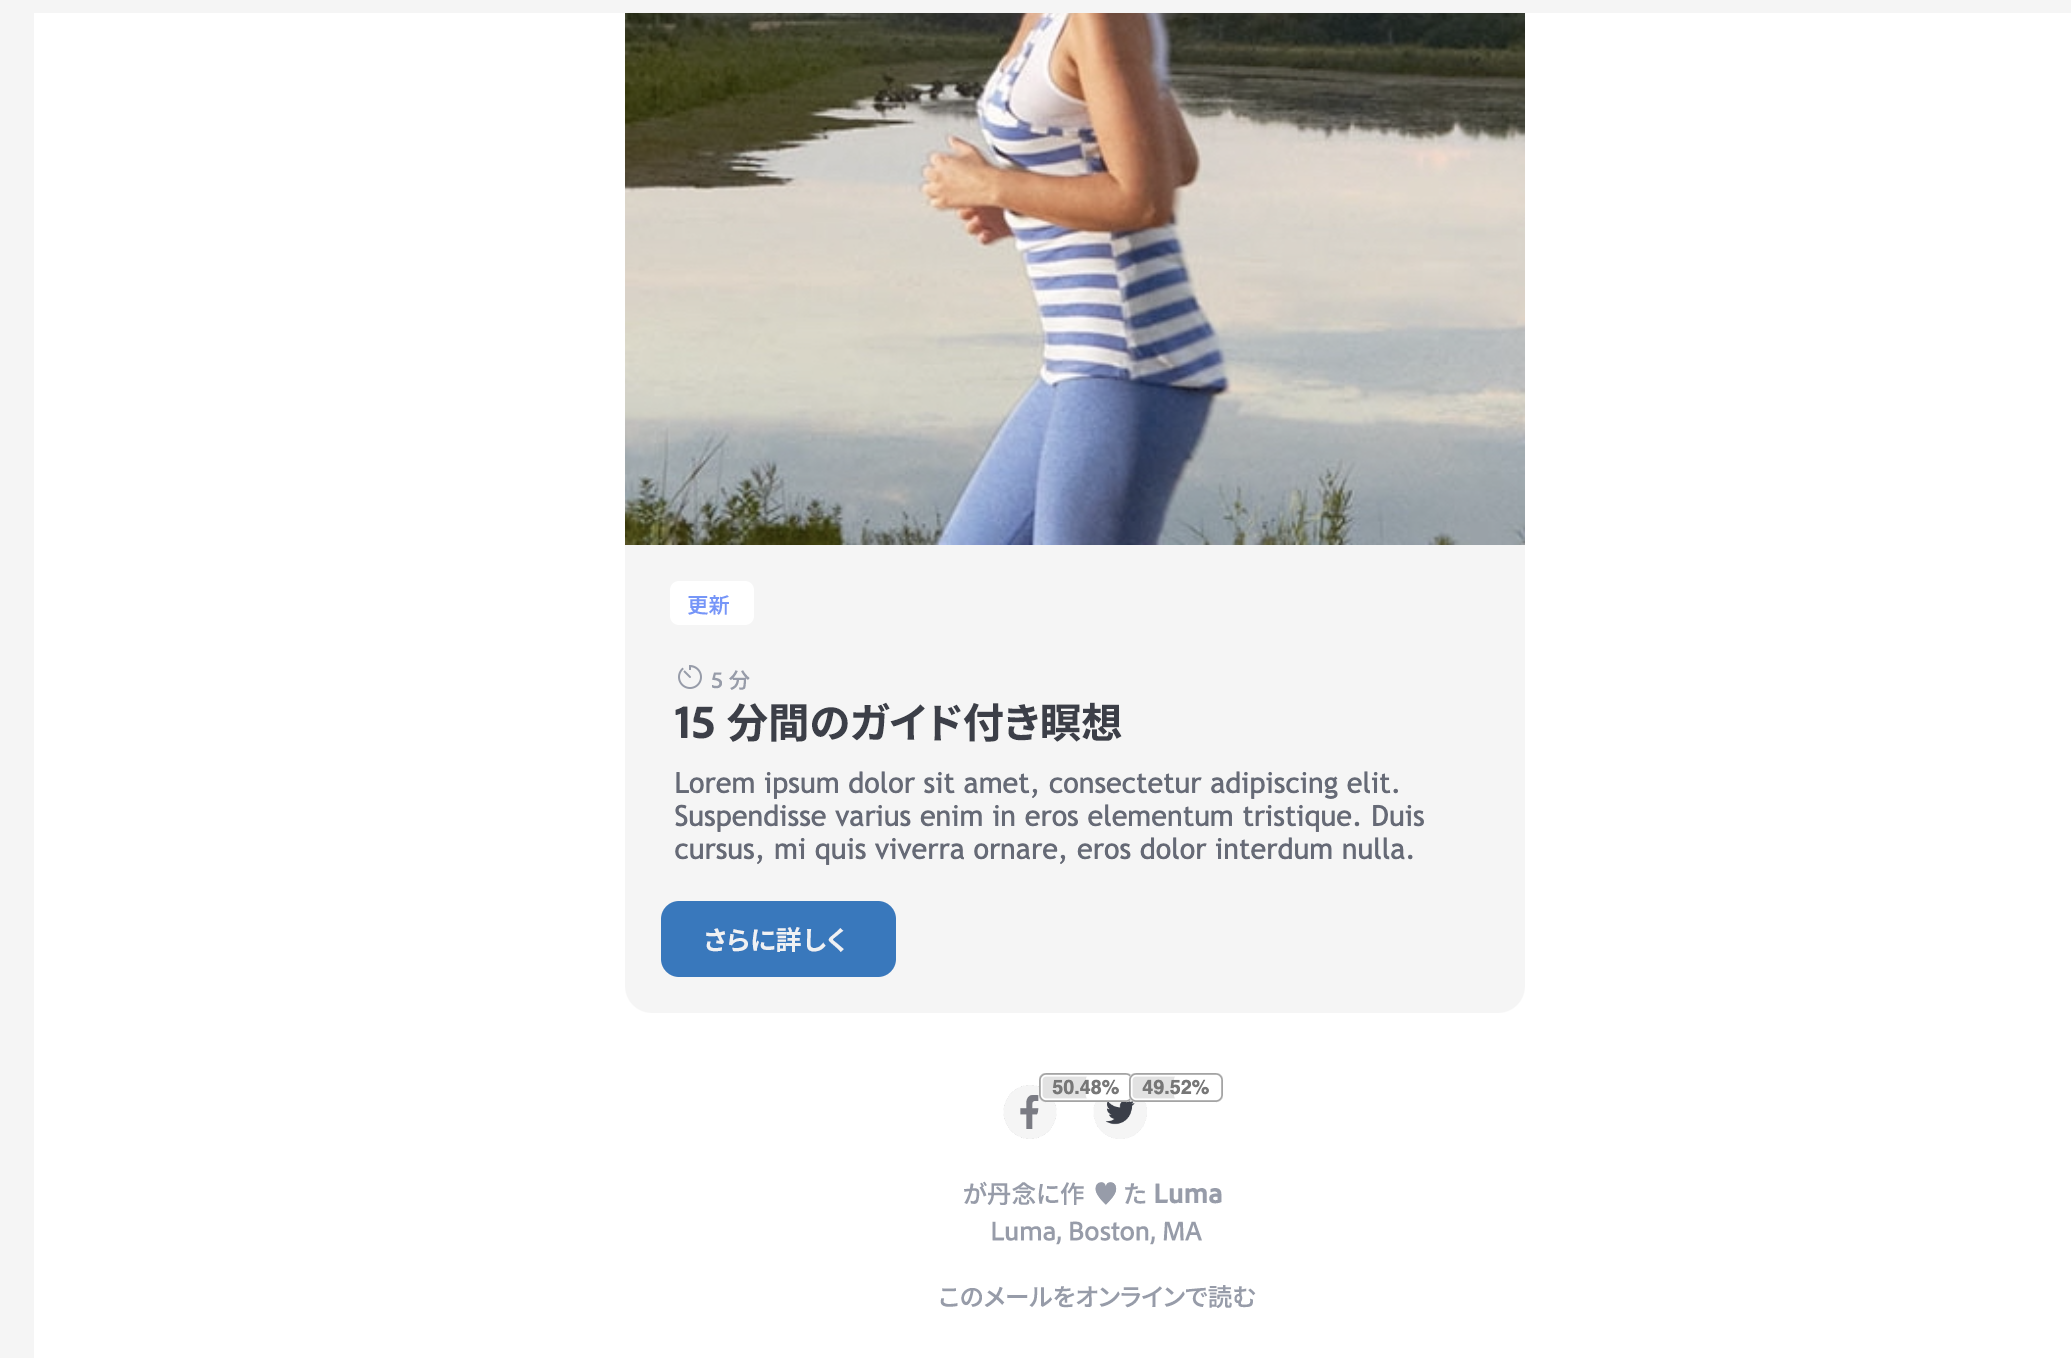 更新
5 分
15 分間のガイド付き瞑想
Lorem ipsum dolor sit amet, consectetur adipiscing elit.
Suspendisse varius enim in eros elementum tristique. Duis
cursus, mi quis viverra ornare, eros dolor interdum nulla.
さらに詳しく
50.48% 49.52%
が丹念に作 ♥ た Luma
Luma, Boston, MA
このメールをオンラインで読む